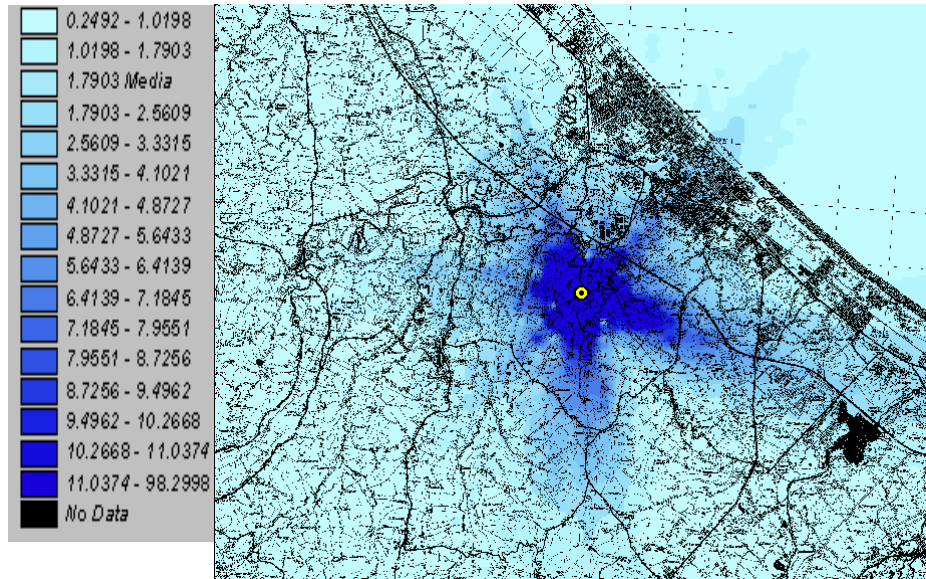 0.2492 - 1.0198
1.0198 - 1.7903
1.7903 Media
1.7903 - 2.5609
2.5609 - 3.3315
3.3315 - 4.1021
4.1021 - 4.8727
4.8727 - 5.6433
5.6433 - 6.4139
6.4139 - 7.1845
7.1845 - 7.9551
7.9551 - 8.7256
8.7256 - 9.4962
9.4962 - 10.2668
10.2668 - 11.0374
11.0374 - 98.2998
No Data